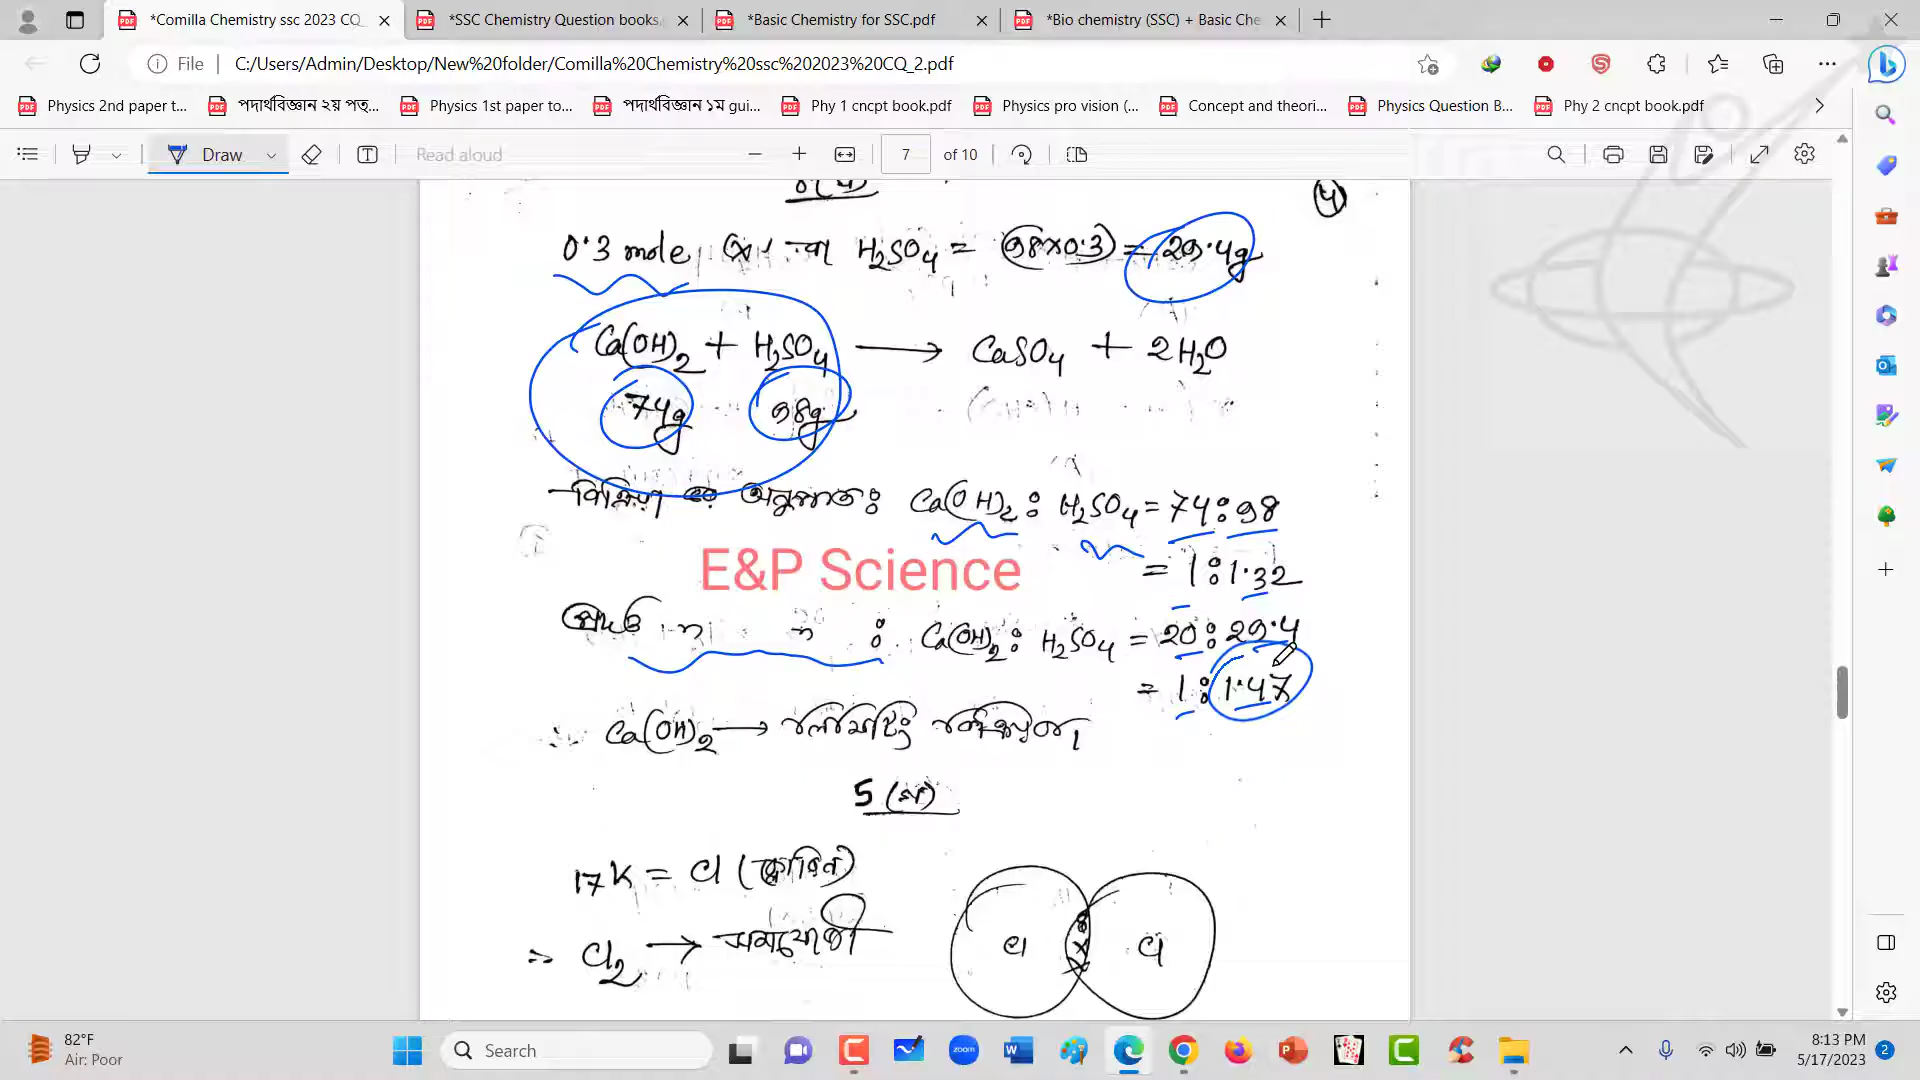 *Comilla Chemistry ssc 2023 CQ_
*SSC Chemistry Question books
*Basic Chemistry for SSC.pdf
*Bio chemistry (SSC) + Basic Che
File
C:/Users/Admin/Desktop/New%20folder/Comilla%20Chemistry%20ssc%202023%20CQ_2.pdf
Physics 2nd paper t...
পদার্থবিজ্ঞান ২য় পত্...
Physics 1st paper to...
পদার্থবিজ্ঞান ১ম gui...
Phy 1 cncpt book.pdf
Physics pro vision (...
Concept and theori...
Physics Question B...
Phy 2 cncpt book.pdf
Draw
Read aloud
7 of 10
0.3 mole H₂SO₄ = (98×0.3) = 29.4g
Ca(OH)₂ + H₂SO₄ → CaSO₄ + 2H₂O
74g 98g
বিক্রিয়া অনুপাতঃ Ca(OH)₂ : H₂SO₄ = 74:98
E&P Science
= 1:1.32
: Ca(OH)₂ : H₂SO₄ = 20:29.4
= 1:1.47
∴ Ca(OH)₂ → লিমিটিং
5(গ)
17K = Cl (ক্লোরিন)
Cl₂ → সমযোজী
Cl Cl
82°F
Air: Poor
Search
zoom
8:13 PM
5/17/2023
2